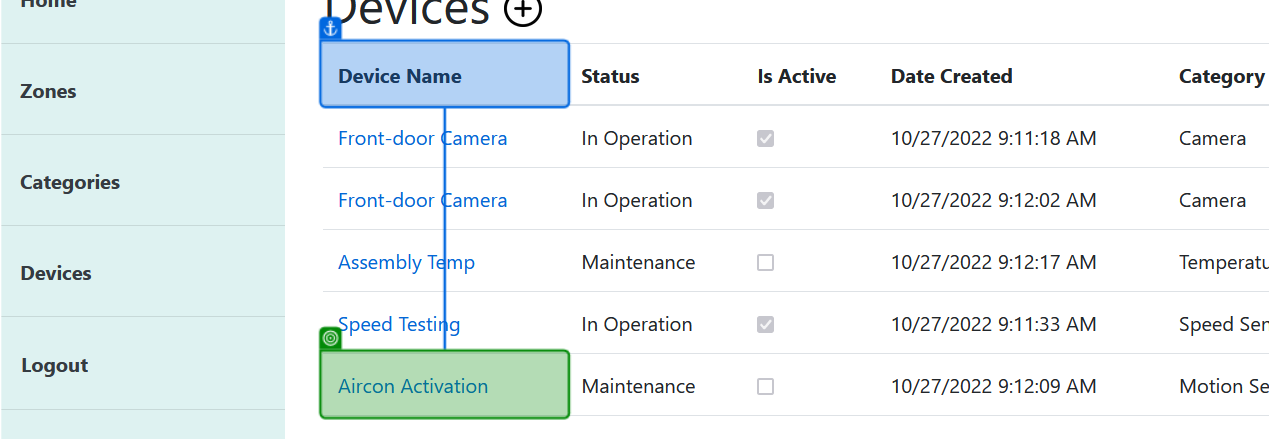 Home
Zones
Categories
Devices
Logout
Devices
Device Name Status Is Active Date Created Category
Front-door Camera In Operation 10/27/2022 9:11:18 AM Camera
Front-door Camera In Operation 10/27/2022 9:12:02 AM Camera
Assembly Temp Maintenance 10/27/2022 9:12:17 AM
Speed Testing In Operation 10/27/2022 9:11:33 AM Speed
Aircon Activation Maintenance 10/27/2022 9:12:09 AM Motion